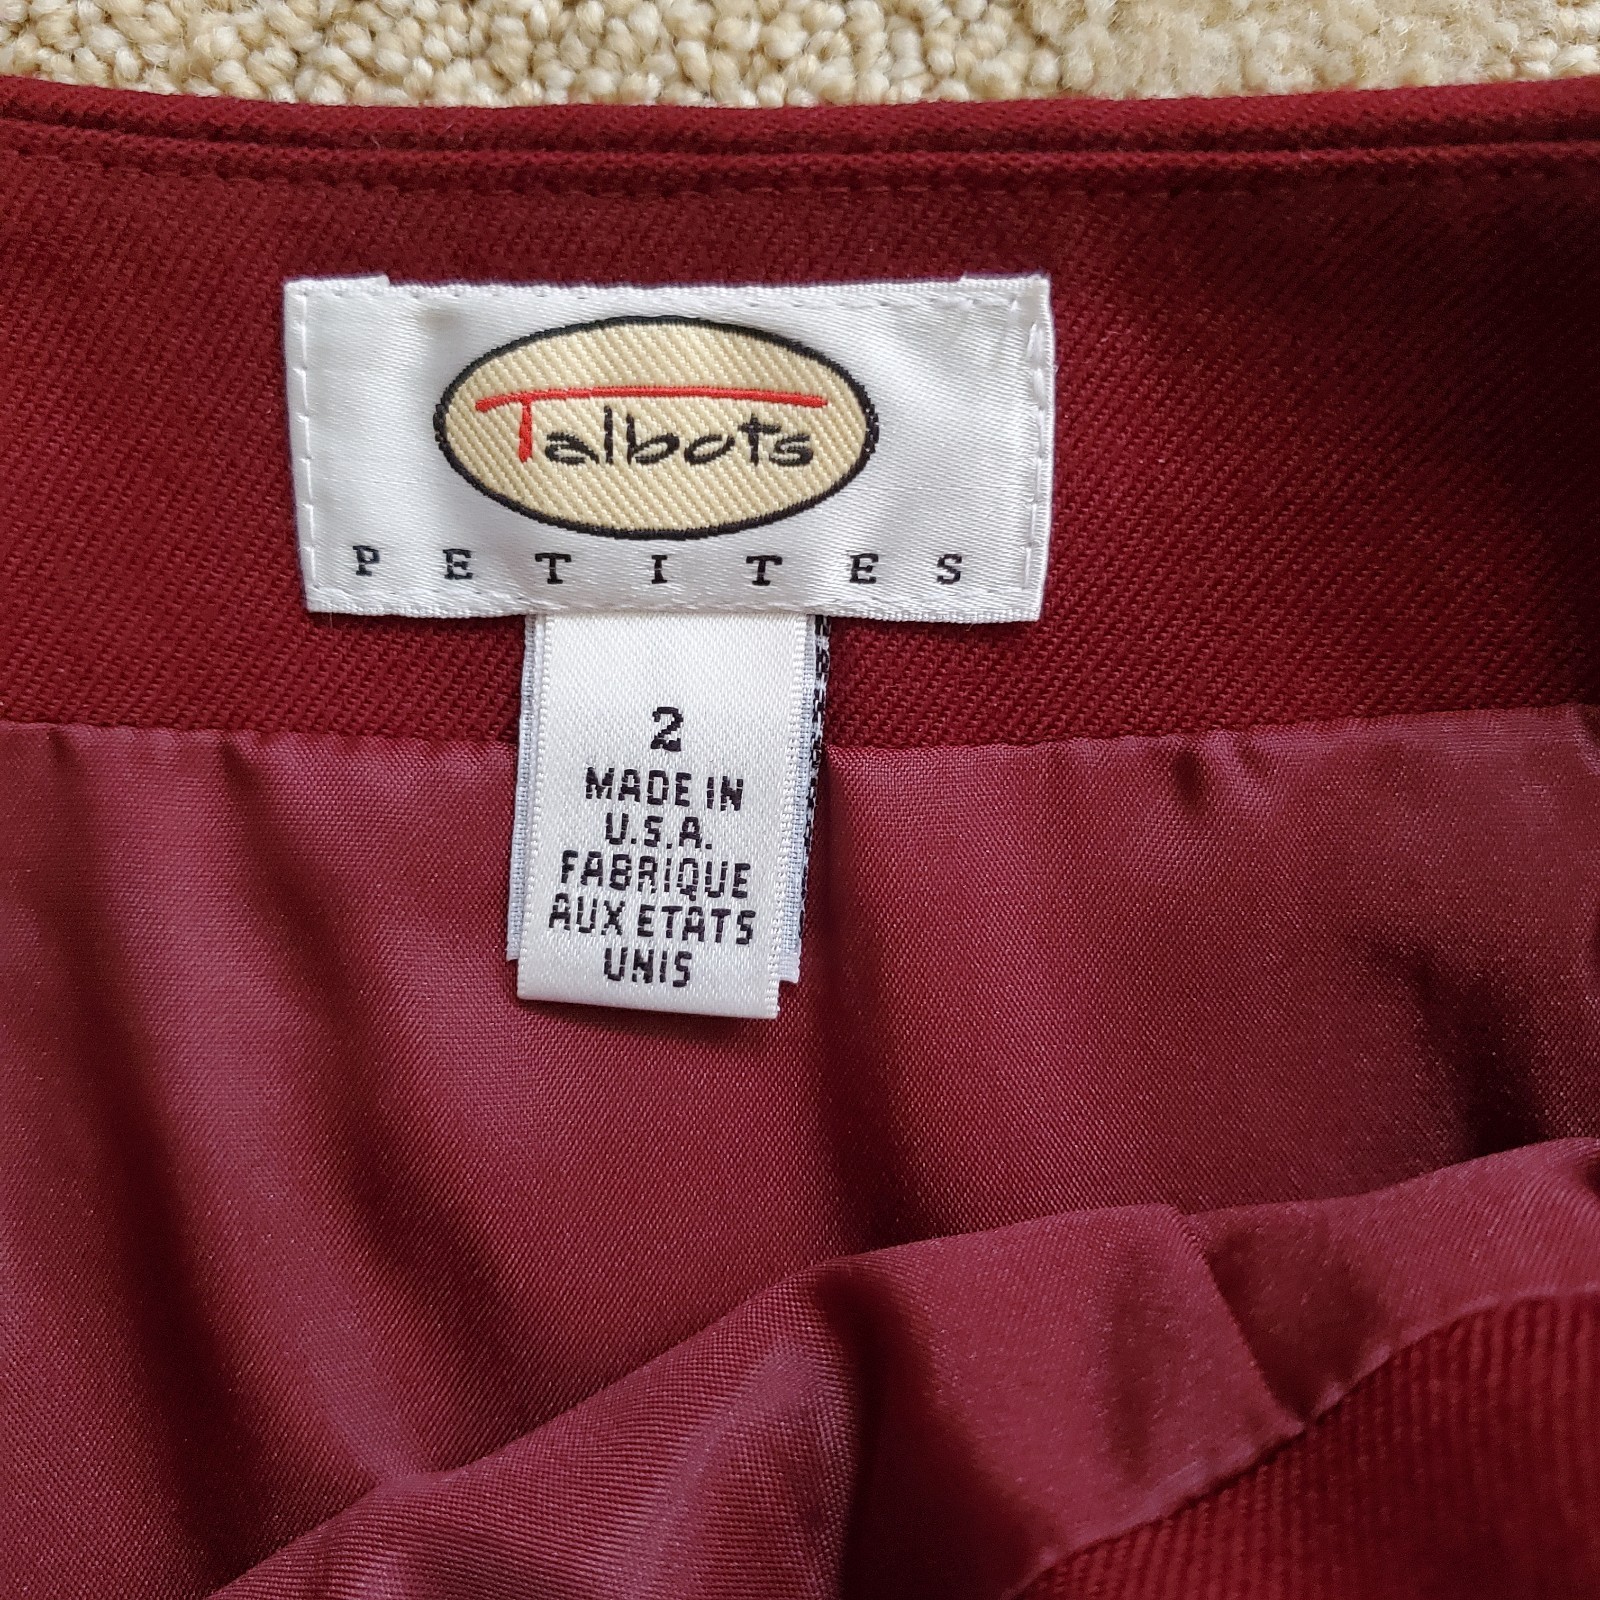 Talbots
PETITES
2
MADE IN
U.S.A.
FABRIQUE
AUX ETATS
UNIS